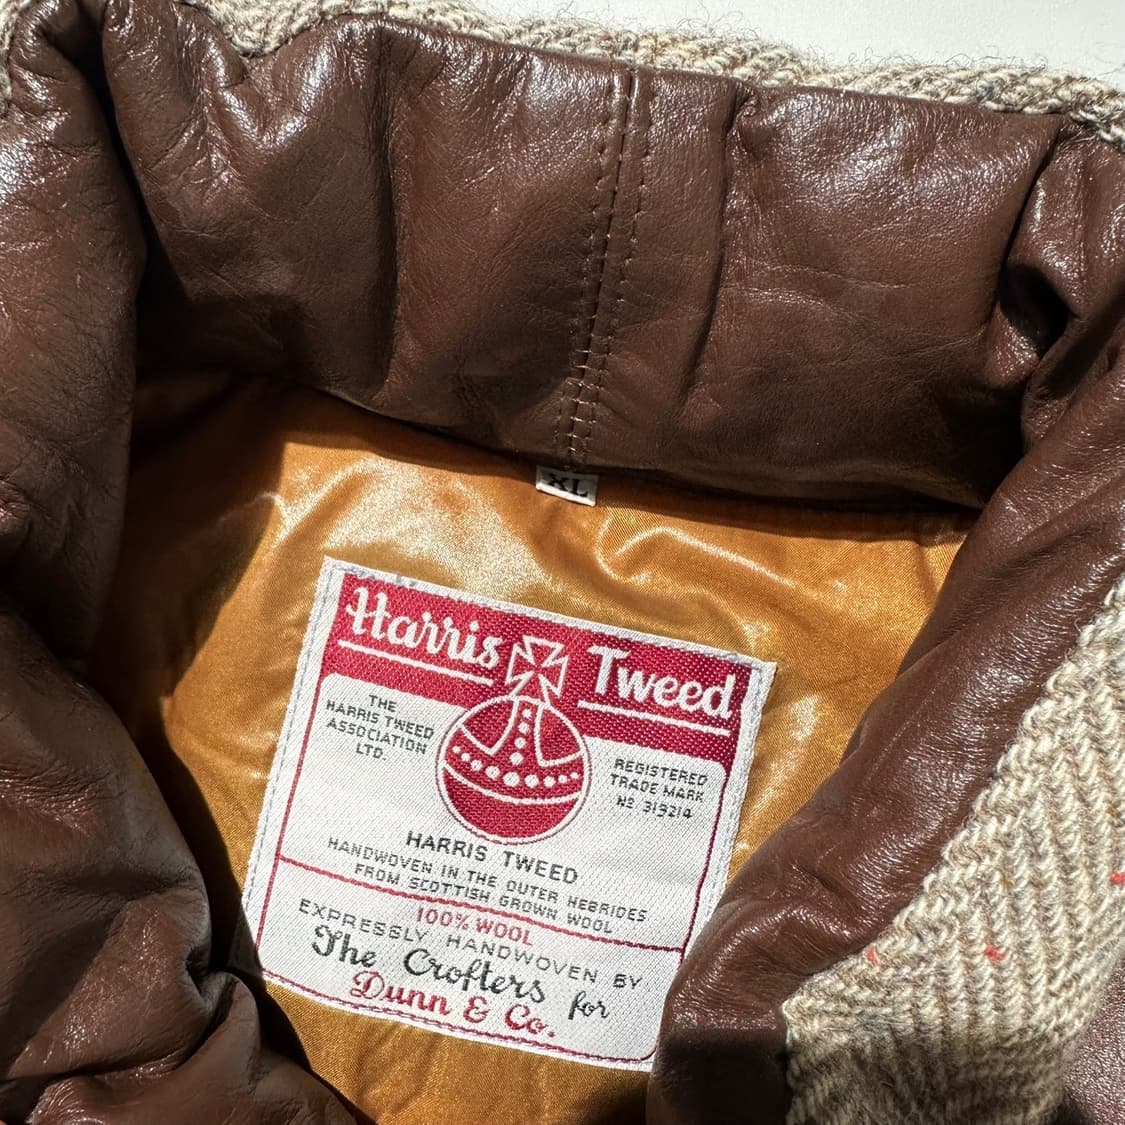 XL
Harris Tweed
THE
HARRIS TWEED
ASSOCIATION
LTD.
REGISTERED
TRADE MARK
Nº 319214
HARRIS TWEED
HANDWOVEN IN THE OUTER HEBRIDES
FROM SCOTTISH GROWN WOOL
100% WOOL
EXPRESSLY HANDWOVEN BY
The Crofters for
Dunn & Co.